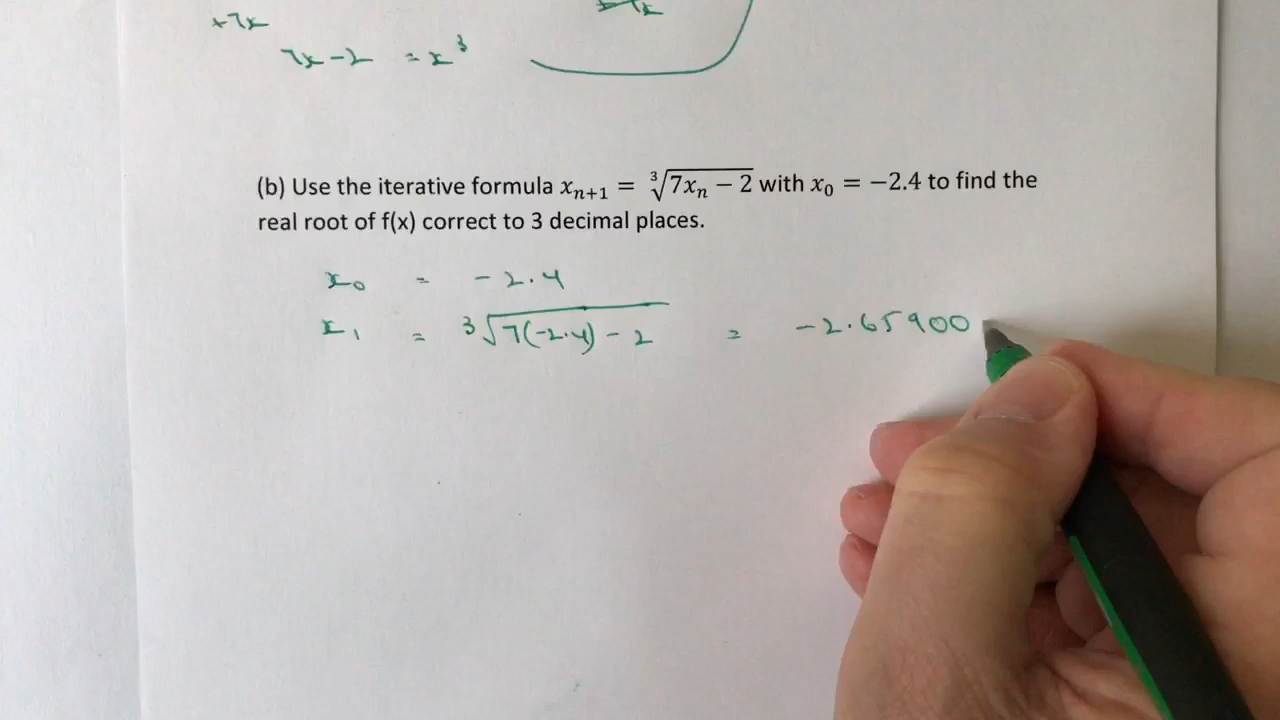 +7x
7x - 2 = x³
(b) Use the iterative formula xₙ₊₁ = ³√(7xₙ − 2) with x₀ = −2.4 to find the
real root of f(x) correct to 3 decimal places.
x₀ = -2.4
x₁ = ³√(7(-2.4) - 2) = -2.65900